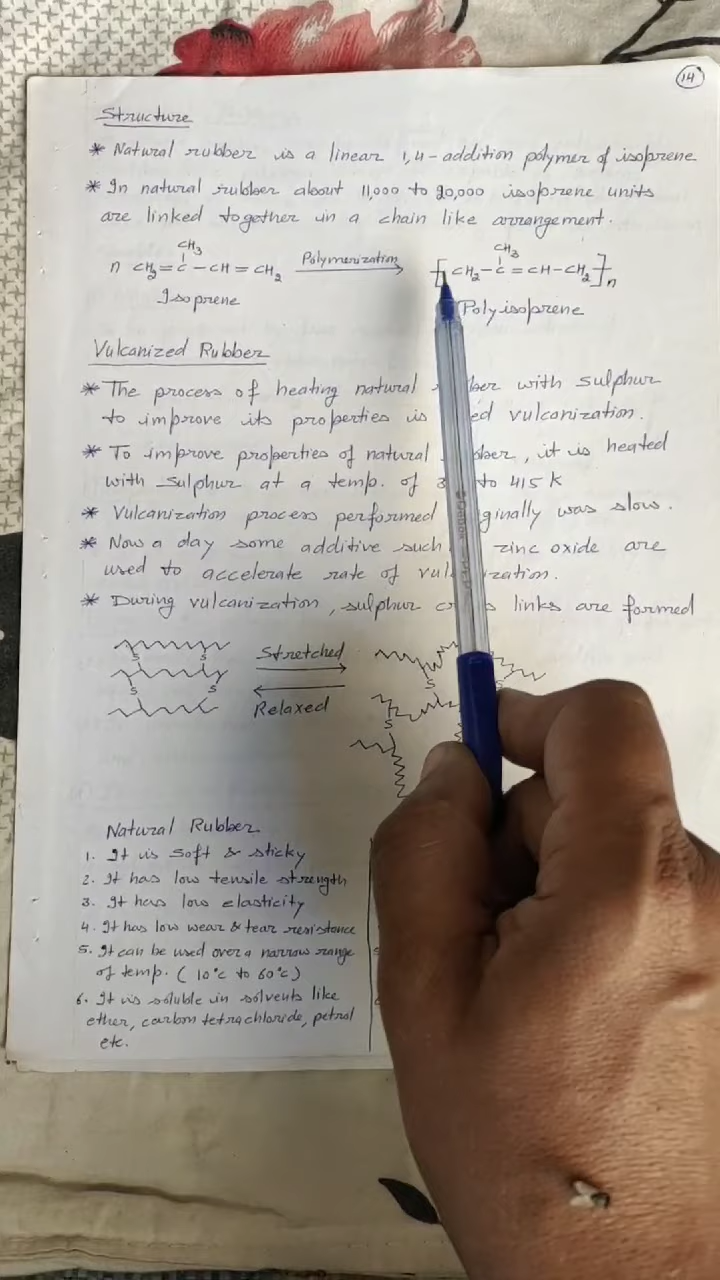 14
Structure
* Natural rubber is a linear 1,4-addition polymer of isoprene
* In natural rubber about 11,000 to 20,000 isoprene units
are linked together in a chain like arrangement.
CH3 CH3
n CH2=C-CH=CH2 Polymerization [CH2-C=CH-CH2]n
Isoprene Polyisoprene
Vulcanized Rubber
* The process of heating natural ber with sulphur
to improve its properties is ed vulcanization.
* To improve properties of natural ber, it is heated
with sulphur at a temp. of 3 to 415 K
* Vulcanization process performed ginally was slow.
* Now a day some additive such zinc oxide are
used to accelerate rate of vul ization.
* During vulcanization, sulphur c s links are formed
S S Stretched S S
S S Relaxed S
Natural Rubber
1. It is soft & sticky
2. It has low tensile strength
3. It has low elasticity
4. It has low wear & tear resistance
5. It can be used over a narrow range
of temp. (10°C to 60°C)
6. It is soluble in solvents like
ether, carbon tetrachloride, petrol
etc.